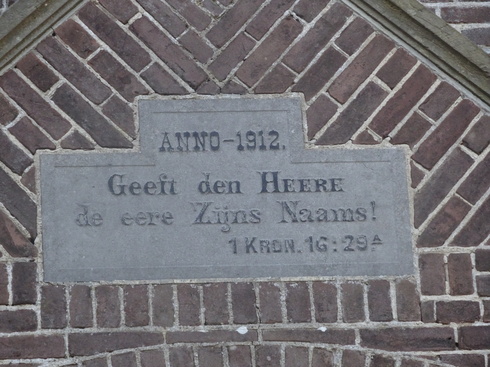 ANNO-1912.
Geeft den HEERE
de eere Zijns Naams!
1 KRON. 16:29ᴬ